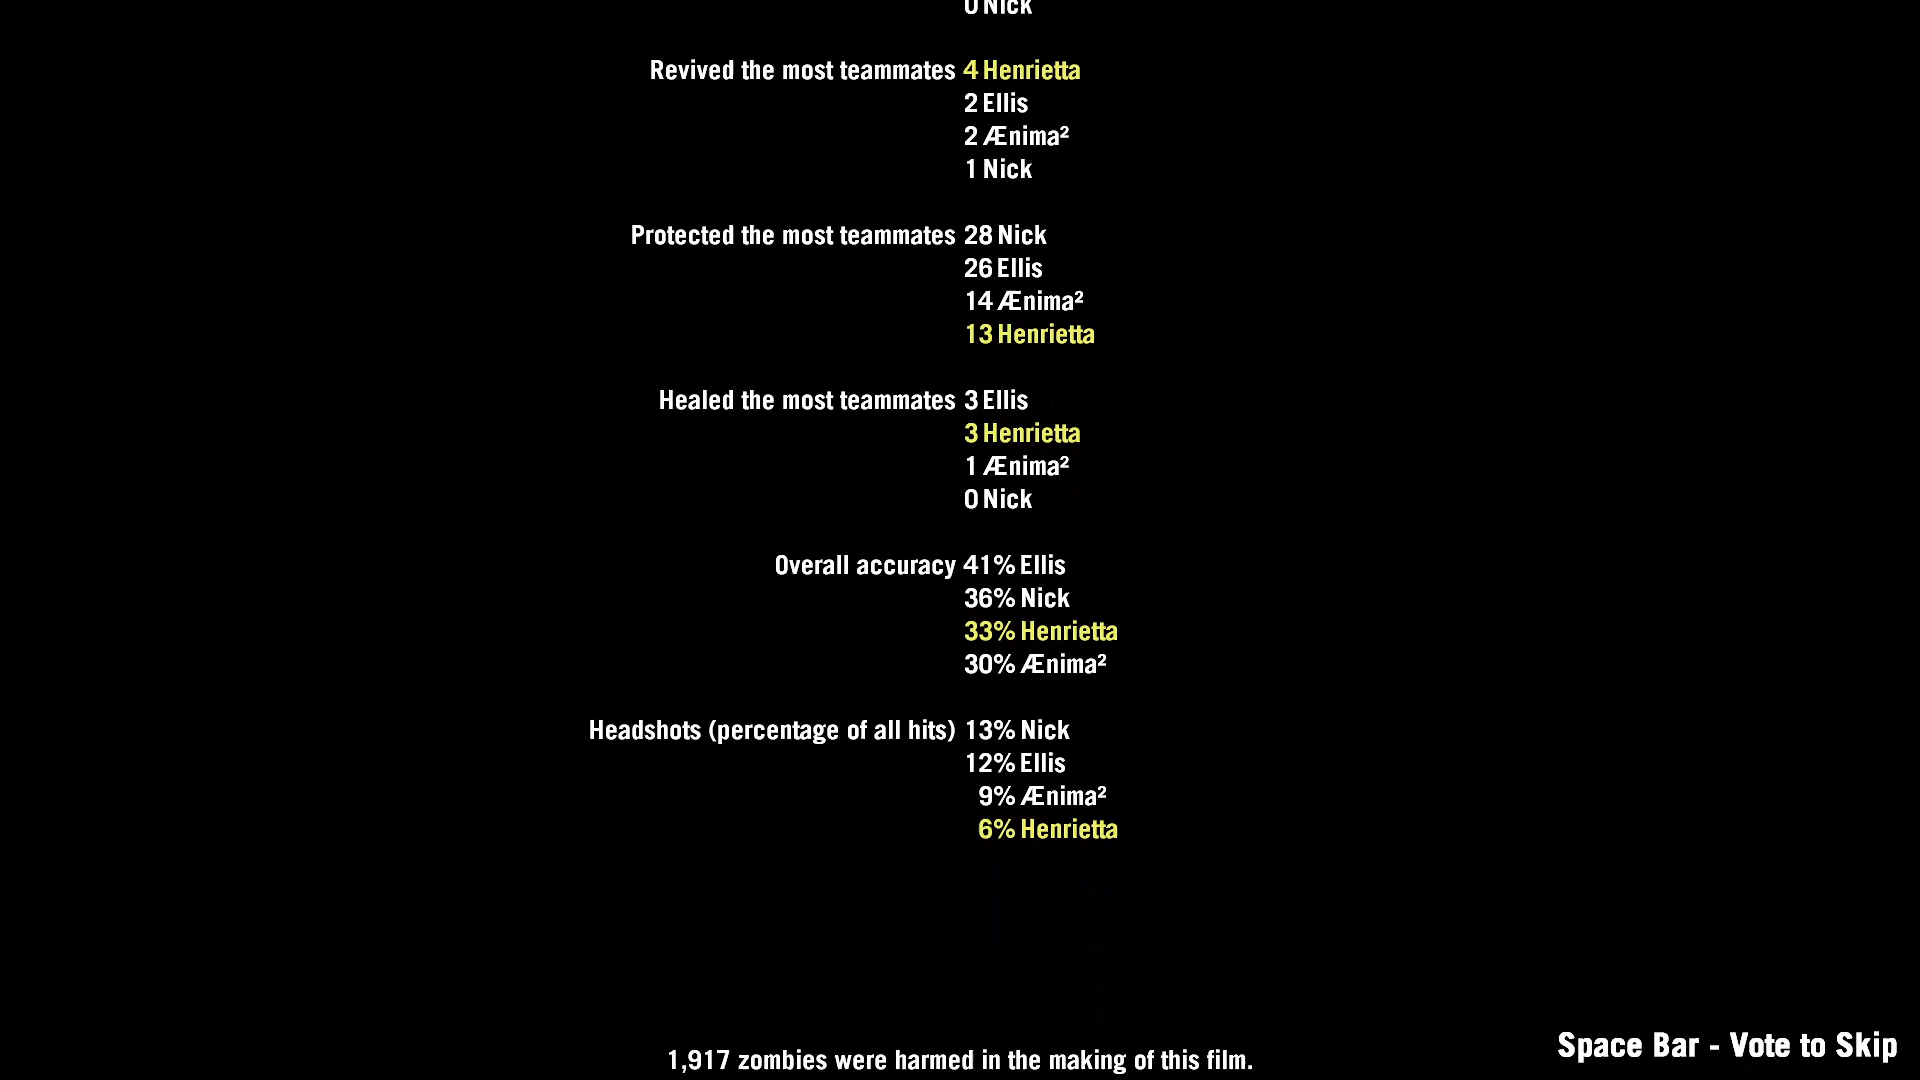 0 Nick
Revived the most teammates 4 Henrietta
2 Ellis
2 Ænima²
1 Nick
Protected the most teammates 28 Nick
26 Ellis
14 Ænima²
13 Henrietta
Healed the most teammates 3 Ellis
3 Henrietta
1 Ænima²
0 Nick
Overall accuracy 41% Ellis
36% Nick
33% Henrietta
30% Ænima²
Headshots (percentage of all hits) 13% Nick
12% Ellis
9% Ænima²
6% Henrietta
Space Bar - Vote to Skip
1,917 zombies were harmed in the making of this film.